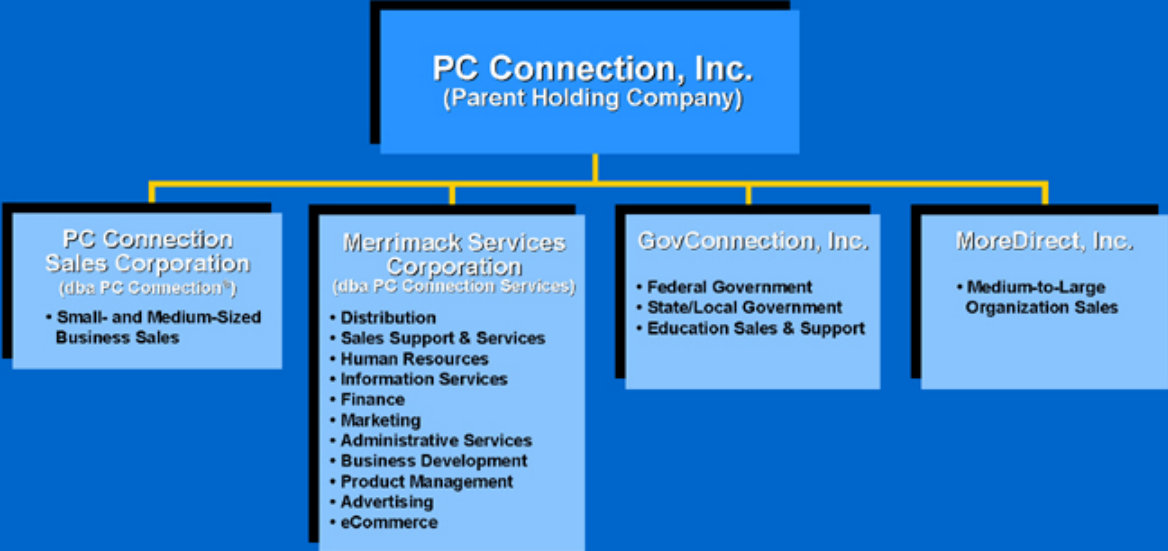 PC Connection, Inc.
(Parent Holding Company)
PC Connection
Sales Corporation
(dba PC Connection®)
• Small- and Medium-Sized
Business Sales
Merrimack Services
Corporation
(dba PC Connection Services)
• Distribution
• Sales Support & Services
• Human Resources
• Information Services
• Finance
• Marketing
• Administrative Services
• Business Development
• Product Management
• Advertising
• eCommerce
GovConnection, Inc.
• Federal Government
• State/Local Government
• Education Sales & Support
MoreDirect, Inc.
• Medium-to-Large
Organization Sales